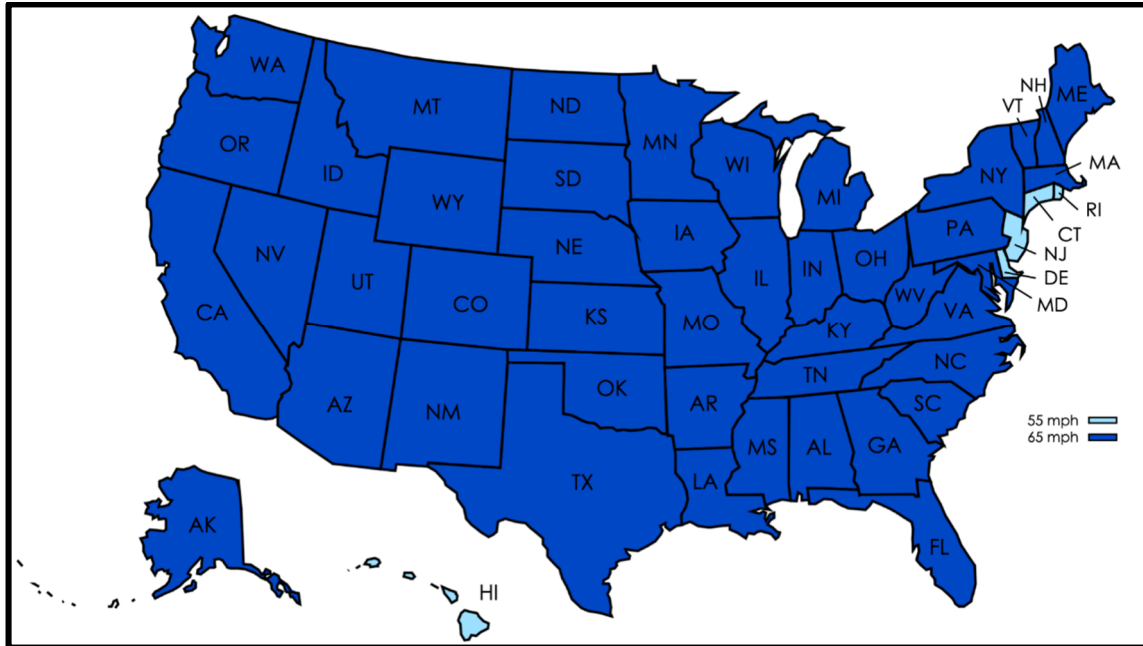 WA
MT
ND
MN
OR
ID
SD
WI
WY
MI
NH
VT
ME
NY
MA
RI
CT
NJ
DE
MD
PA
NV
UT
CO
NE
IA
IL
IN
OH
WV
VA
CA
KS
MO
KY
NC
TN
SC
AZ
NM
OK
AR
MS
AL
GA
TX
LA
FL
AK
HI
55 mph
65 mph